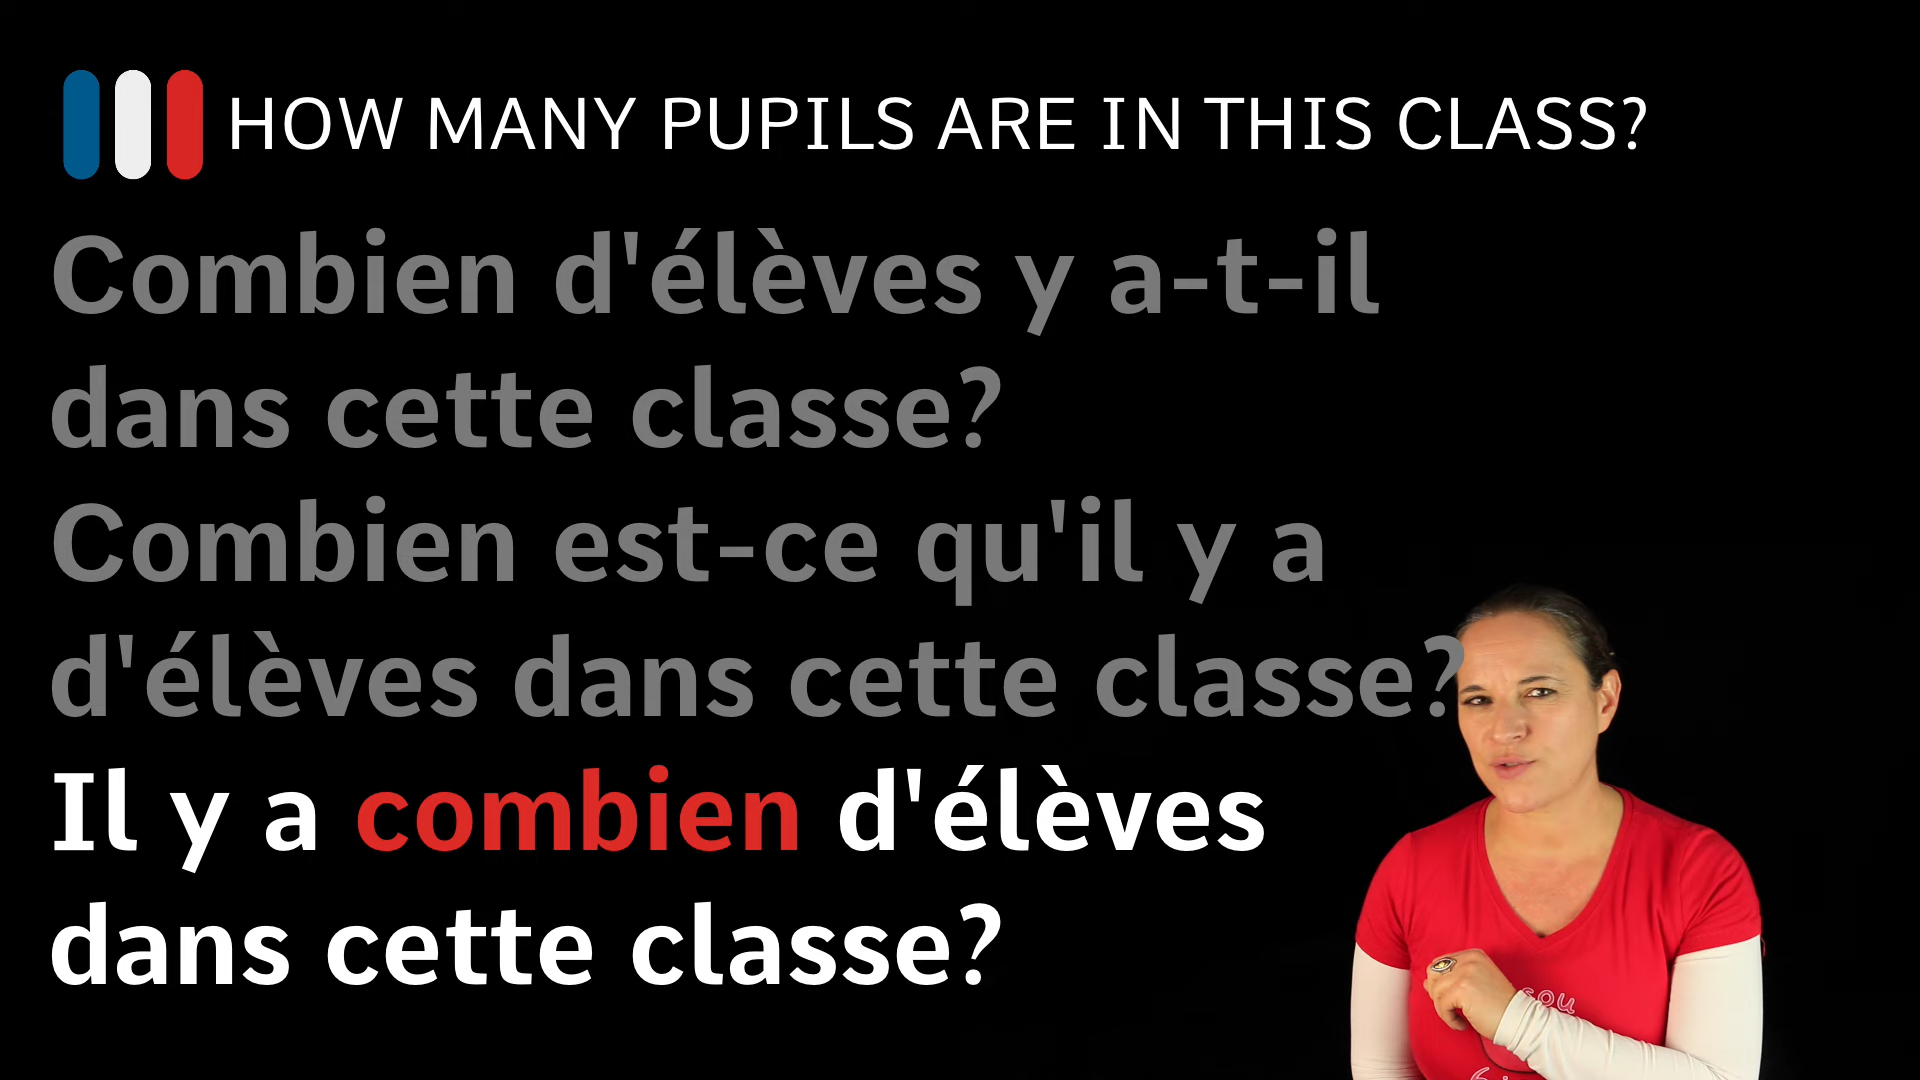 HOW MANY PUPILS ARE IN THIS CLASS?
Combien d'élèves y a-t-il
dans cette classe?
Combien est-ce qu'il y a
d'élèves dans cette classe?
Il y a combien d'élèves
dans cette classe?
sou